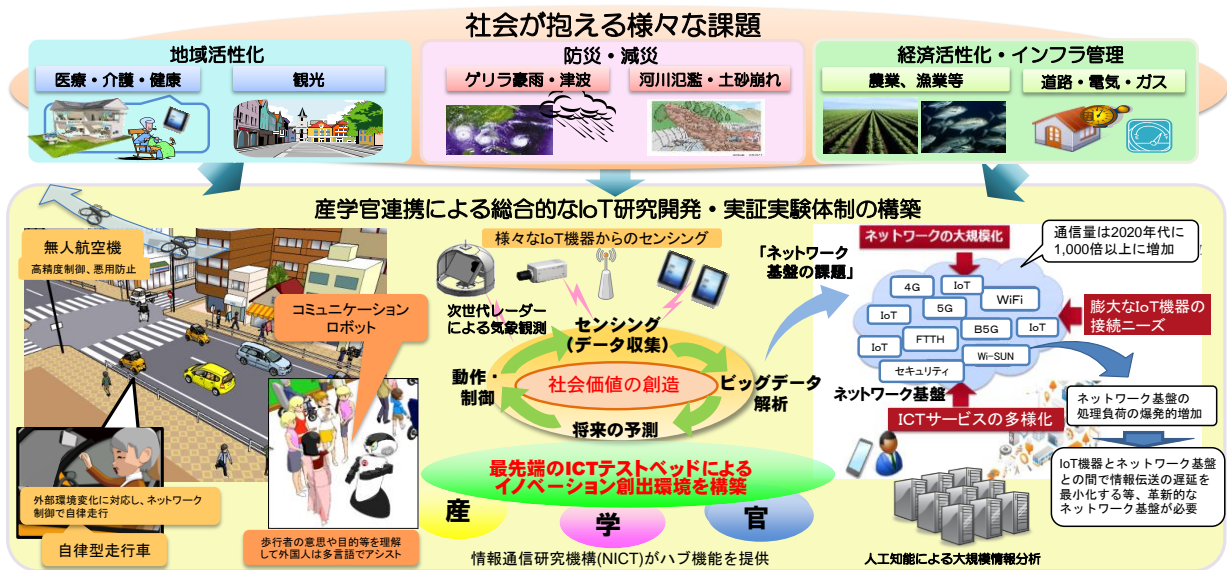 社会が抱える様々な課題
地域活性化
医療・介護・健康
観光
防災・減災
ゲリラ豪雨・津波
河川氾濫・土砂崩れ
経済活性化・インフラ管理
農業、漁業等
道路・電気・ガス
産学官連携による総合的なIoT研究開発・実証実験体制の構築
無人航空機
高精度制御、悪用防止
コミュニケーション
ロボット
外部環境変化に対応し、ネットワーク
制御で自律走行
自律型走行車
歩行者の意思や目的等を理解
して外国人は多言語でアシスト
様々なIoT機器からのセンシング
次世代レーダー
による気象観測
センシング
(データ収集)
動作・
制御
社会価値の創造
ビッグデータ
解析
将来の予測
最先端のICTテストベッドによる
イノベーション創出環境を構築
産
学
官
情報通信研究機構(NICT)がハブ機能を提供
「ネットワーク
基盤の課題」
ネットワークの大規模化
通信量は2020年代に
1,000倍以上に増加
4G
IoT
WiFi
5G
IoT
B5G
IoT
FTTH
IoT
Wi-SUN
セキュリティ
膨大なIoT機器の
接続ニーズ
ネットワーク基盤
ICTサービスの多様化
ネットワーク基盤の
処理負荷の爆発的増加
IoT機器とネットワーク基盤
との間で情報伝送の遅延を
最小化する等、革新的な
ネットワーク基盤が必要
人工知能による大規模情報分析